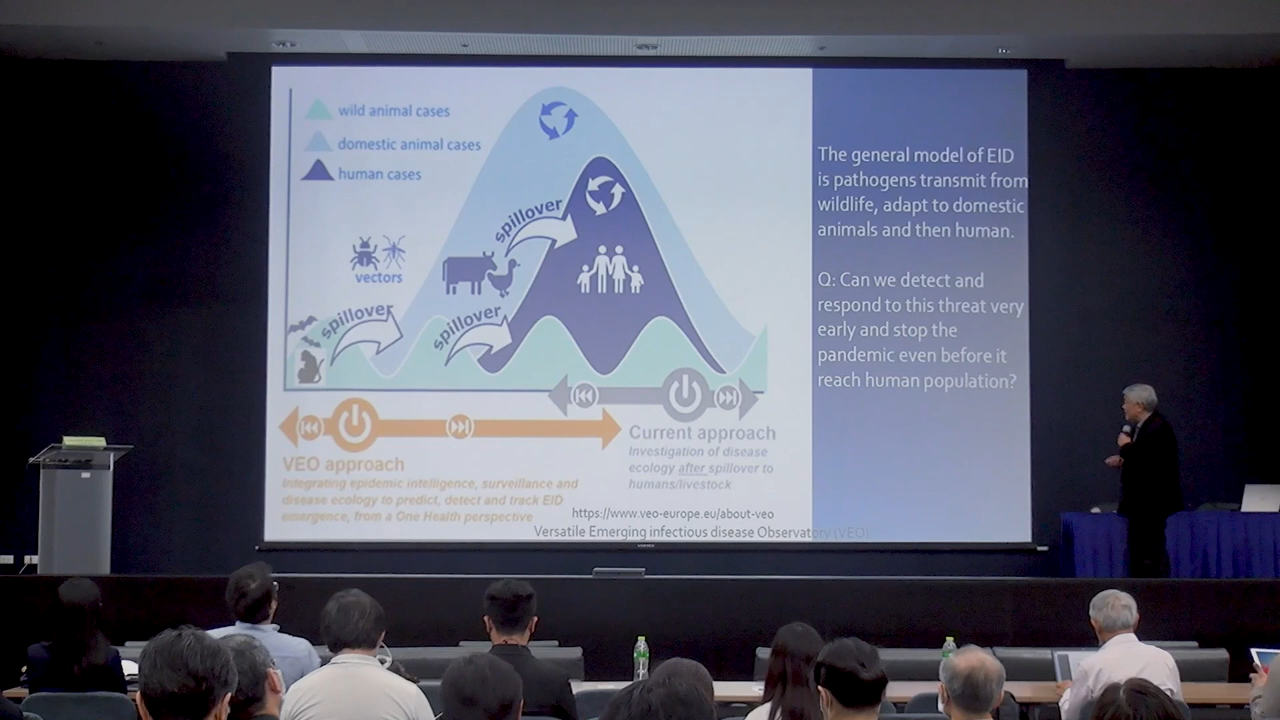 wild animal cases
domestic animal cases
human cases
vectors
spillover
spillover
spillover
VEO approach
Integrating epidemic intelligence, surveillance and
disease ecology to predict, detect and track EID
emergence, from a One Health perspective
Current approach
Investigation of disease
ecology after spillover to
humans/livestock
https://www.veo-europe.eu/about-veo
Versatile Emerging infectious disease Observatory (VEO)
The general model of EID
is pathogens transmit from
wildlife, adapt to domestic
animals and then human.
Q: Can we detect and
respond to this threat very
early and stop the
pandemic even before it
reach human population?